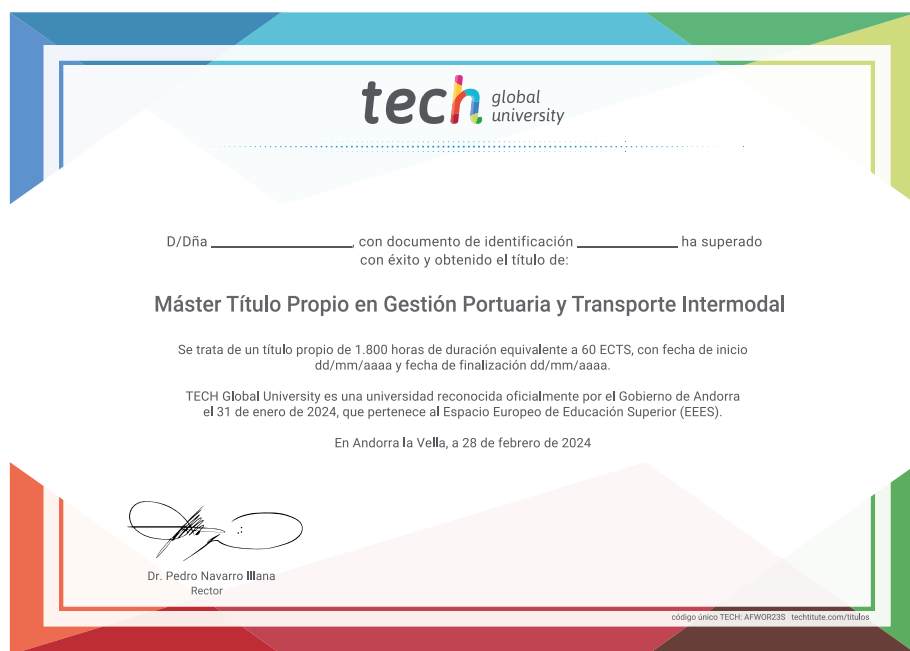 tech global university
D/Dña ___________________, con documento de identificación _____________ ha superado
con éxito y obtenido el título de:
Máster Título Propio en Gestión Portuaria y Transporte Intermodal
Se trata de un título propio de 1.800 horas de duración equivalente a 60 ECTS, con fecha de inicio
dd/mm/aaaa y fecha de finalización dd/mm/aaaa.
TECH Global University es una universidad reconocida oficialmente por el Gobierno de Andorra
el 31 de enero de 2024, que pertenece al Espacio Europeo de Educación Superior (EEES).
En Andorra la Vella, a 28 de febrero de 2024
Dr. Pedro Navarro Illana
Rector
código único TECH: AFWOR23S techtitute.com/titulos